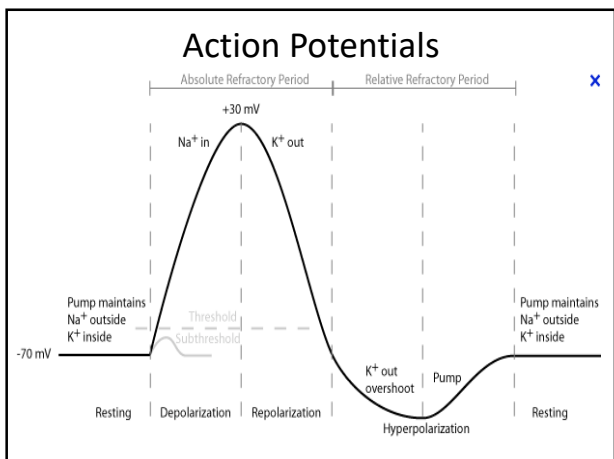 Action Potentials
Absolute Refractory Period
Relative Refractory Period
×
+30 mV
Na+ in
K+ out
Pump maintains
Na+ outside
K+ inside
Threshold
Subthreshold
Pump maintains
Na+ outside
K+ inside
-70 mV
K+ out
overshoot
Pump
Resting
Depolarization
Repolarization
Hyperpolarization
Resting